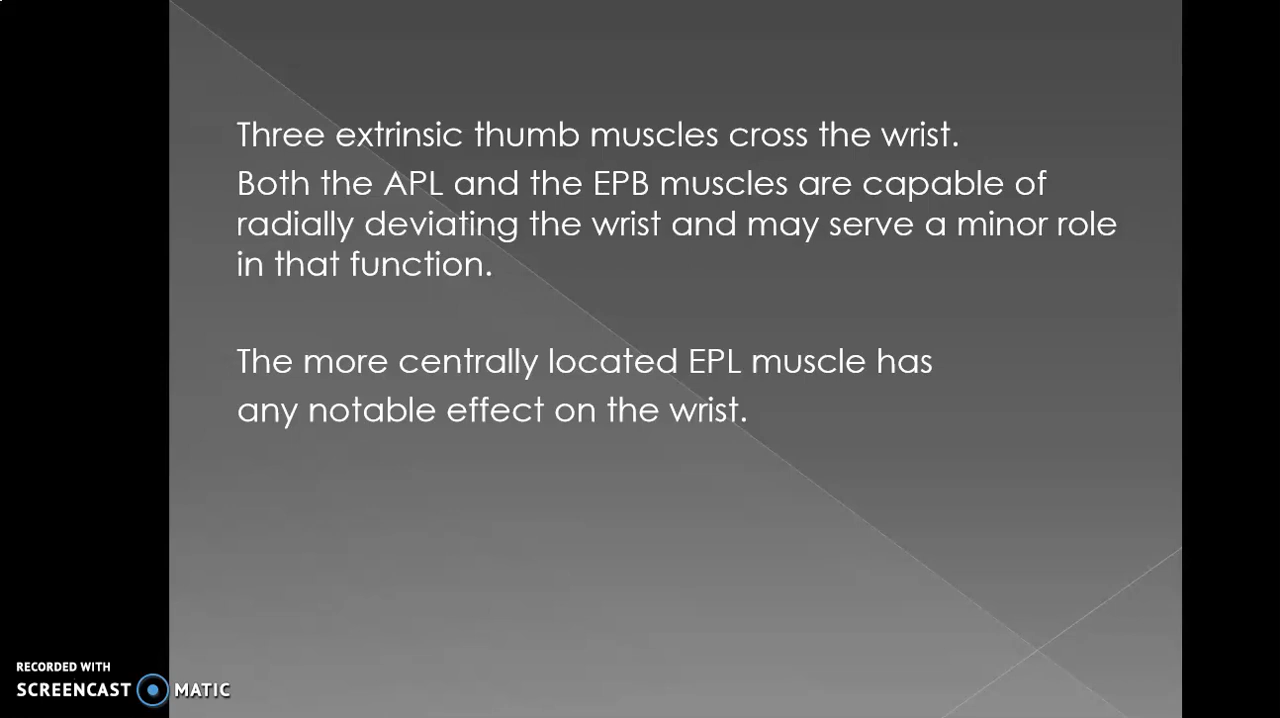 Three extrinsic thumb muscles cross the wrist.
Both the APL and the EPB muscles are capable of
radially deviating the wrist and may serve a minor role
in that function.
The more centrally located EPL muscle has
any notable effect on the wrist.
RECORDED WITH
SCREENCAST MATIC